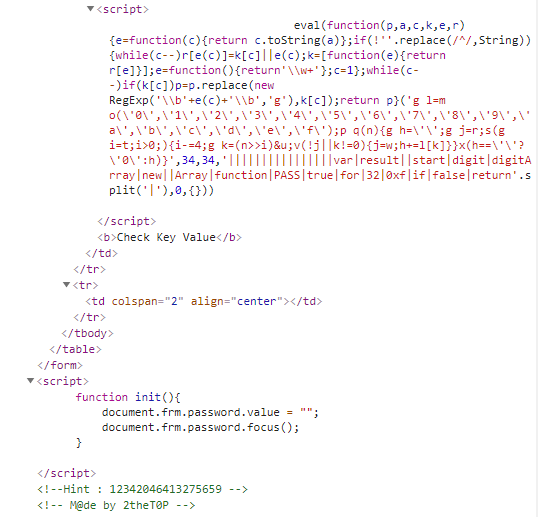 ▼<script>
eval(function(p,a,c,k,e,r)
{e=function(c){return c.toString(a)};if(!''.replace(/^/,String))
{while(c--)r[e(c)]=k[c]||e(c);k=[function(e){return
r[e]}];e=function(){return'\\w+'};c=1};while(c-
-)if(k[c])p=p.replace(new
RegExp('\\b'+e(c)+'\\b','g'),k[c]);return p}('g l=m
o(\'0\',\'1\',\'2\',\'3\',\'4\',\'5\',\'6\',\'7\',\'8\',\'9\',\'
a\',\'b\',\'c\',\'d\',\'e\',\'f\');p q(n){g h=\'\';g j=r;s(g
i=t;i>0;){i-=4;g k=(n>>i)&u;v(!j||k!=0){j=w;h+=l[k]}}x(h==\'\'?
\'0\':h)}',34,34,'||||||||||||||||var|result||start|digit|digitA
rray|new||Array|function|PASS|true|for|32|0xf|if|false|return'.s
plit('|'),0,{}))
</script>
<b>Check Key Value</b>
</td>
</tr>
▼<tr>
<td colspan="2" align="center"></td>
</tr>
</tbody>
</table>
</form>
▼<script>
function init(){
document.frm.password.value = "";
document.frm.password.focus();
}
</script>
<!--Hint : 12342046413275659 -->
<!-- M@de by 2theT0P -->